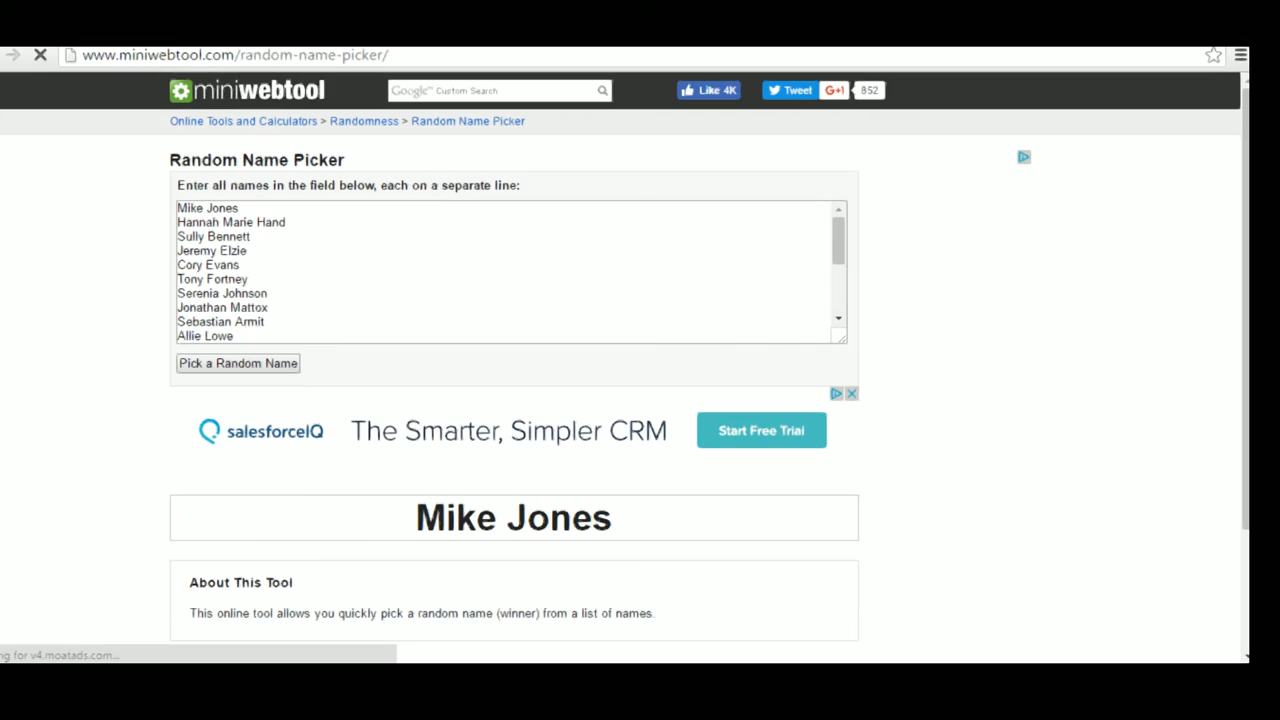 www.miniwebtool.com/random-name-picker/
miniwebtool
Google™ Custom Search
Like 4K
Tweet
G+1
852
Online Tools and Calculators > Randomness > Random Name Picker
Random Name Picker
Enter all names in the field below, each on a separate line:
Mike Jones
Hannah Marie Hand
Sully Bennett
Jeremy Elzie
Cory Evans
Tony Fortney
Serenia Johnson
Jonathan Mattox
Sebastian Armit
Allie Lowe
Pick a Random Name
salesforceIQ
The Smarter, Simpler CRM
Start Free Trial
Mike Jones
About This Tool
This online tool allows you quickly pick a random name (winner) from a list of names.
ng for v4.moatads.com...